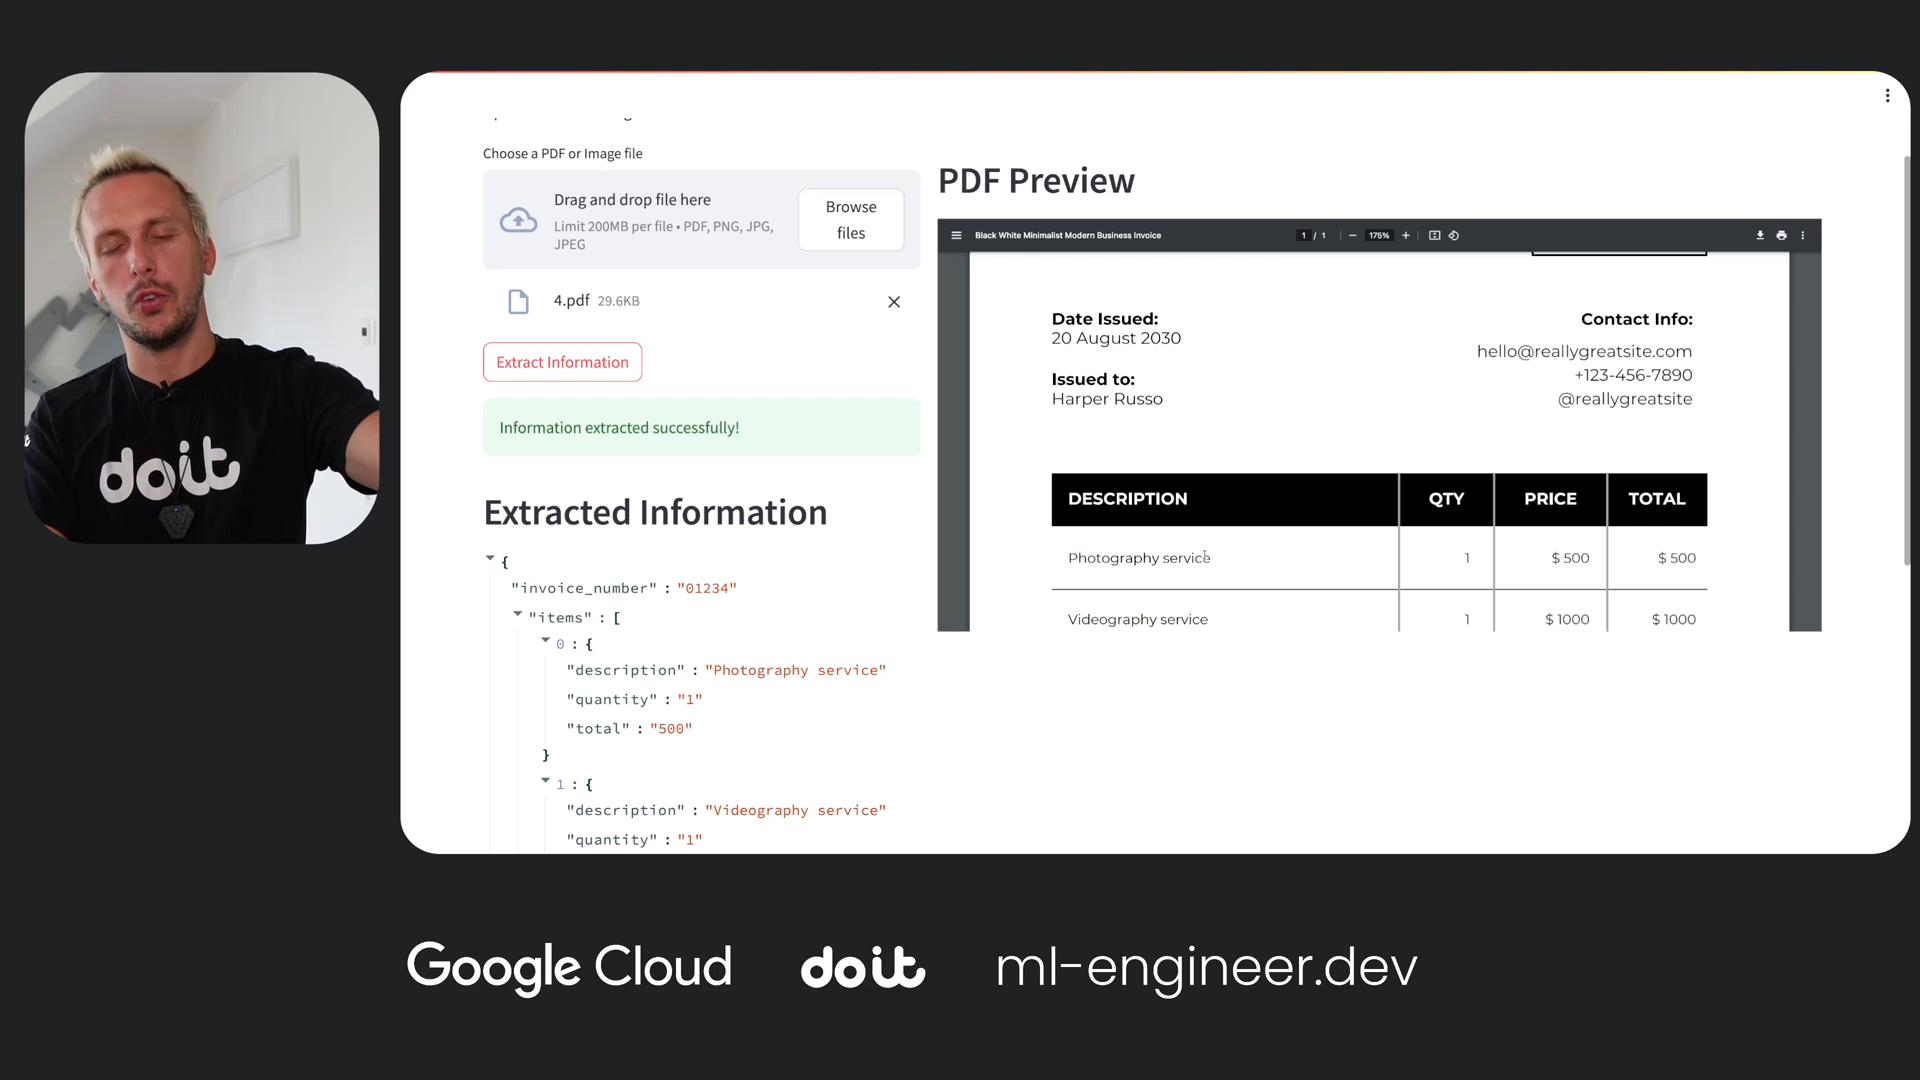 doit
Choose a PDF or Image file
Drag and drop file here
Limit 200MB per file • PDF, PNG, JPG,
JPEG
Browse
files
4.pdf 29.6KB
Extract Information
Information extracted successfully!
Extracted Information
{
"invoice_number" : "01234"
"items" : [
0 : {
"description" : "Photography service"
"quantity" : "1"
"total" : "500"
}
1 : {
"description" : "Videography service"
"quantity" : "1"
PDF Preview
Black White Minimalist Modern Business Invoice
1 / 1
175%
Date Issued:
20 August 2030
Issued to:
Harper Russo
Contact Info:
hello@reallygreatsite.com
+123-456-7890
@reallygreatsite
DESCRIPTION QTY PRICE TOTAL
Photography service 1 $ 500 $ 500
Videography service 1 $ 1000 $ 1000
Google Cloud doit ml-engineer.dev